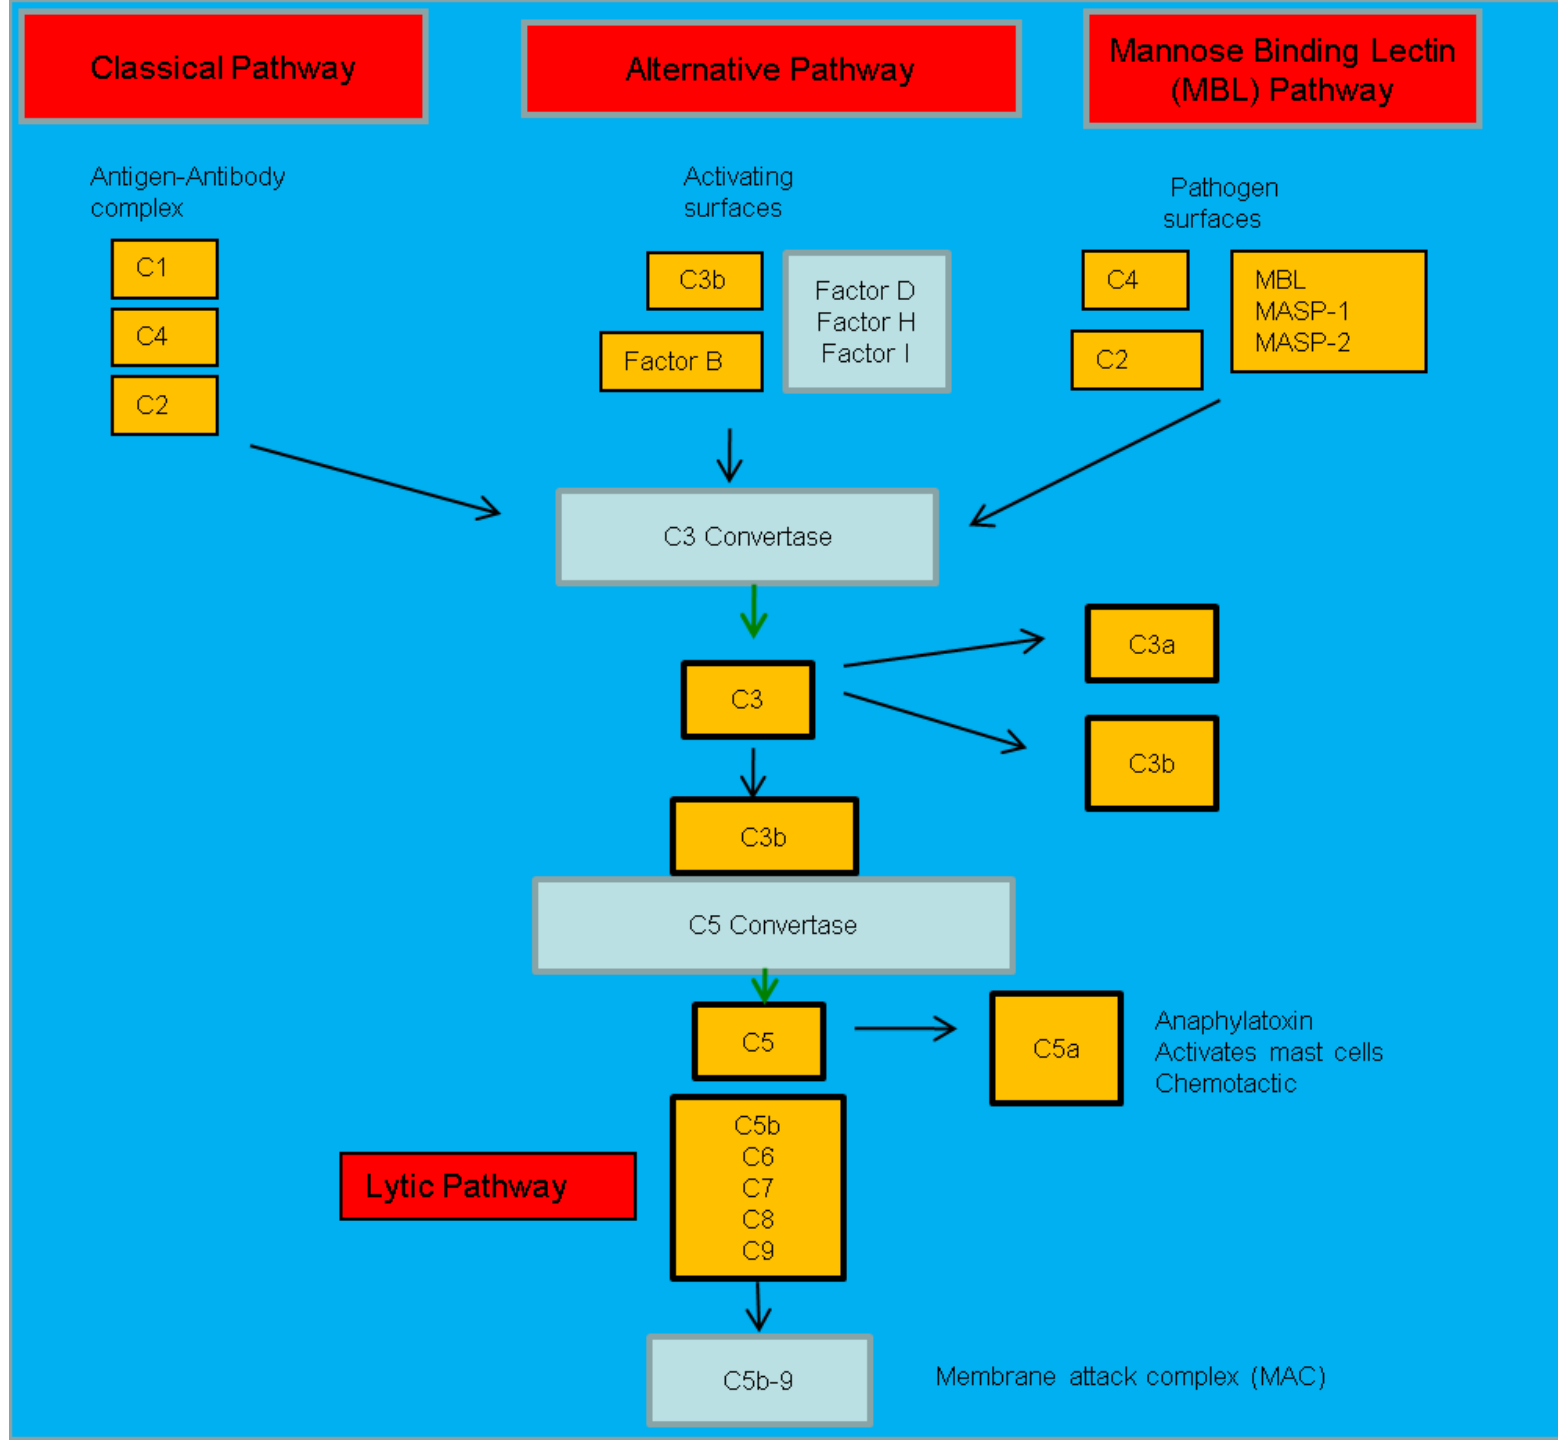 Classical Pathway
Alternative Pathway
Mannose Binding Lectin
(MBL) Pathway
Antigen-Antibody
complex
C1
C4
C2
Activating
surfaces
C3b
Factor B
Factor D
Factor H
Factor I
Pathogen
surfaces
C4
C2
MBL
MASP-1
MASP-2
C3 Convertase
C3
C3a
C3b
C3b
C5 Convertase
C5
C5a
Anaphylatoxin
Activates mast cells
Chemotactic
Lytic Pathway
C5b
C6
C7
C8
C9
C5b-9
Membrane attack complex (MAC)